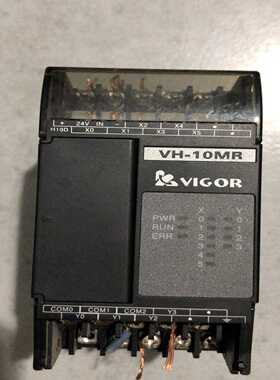 + 24V IN - X2 X4 •
H10D X0 X1 X3 X5 •
VH-10MR
VIGOR
X Y
PWR 0 0
RUN 1 1
ERR 2 2
3 3
4
5
COM0 COM1 COM2 Y3 •
Y0 Y1 Y2 • •